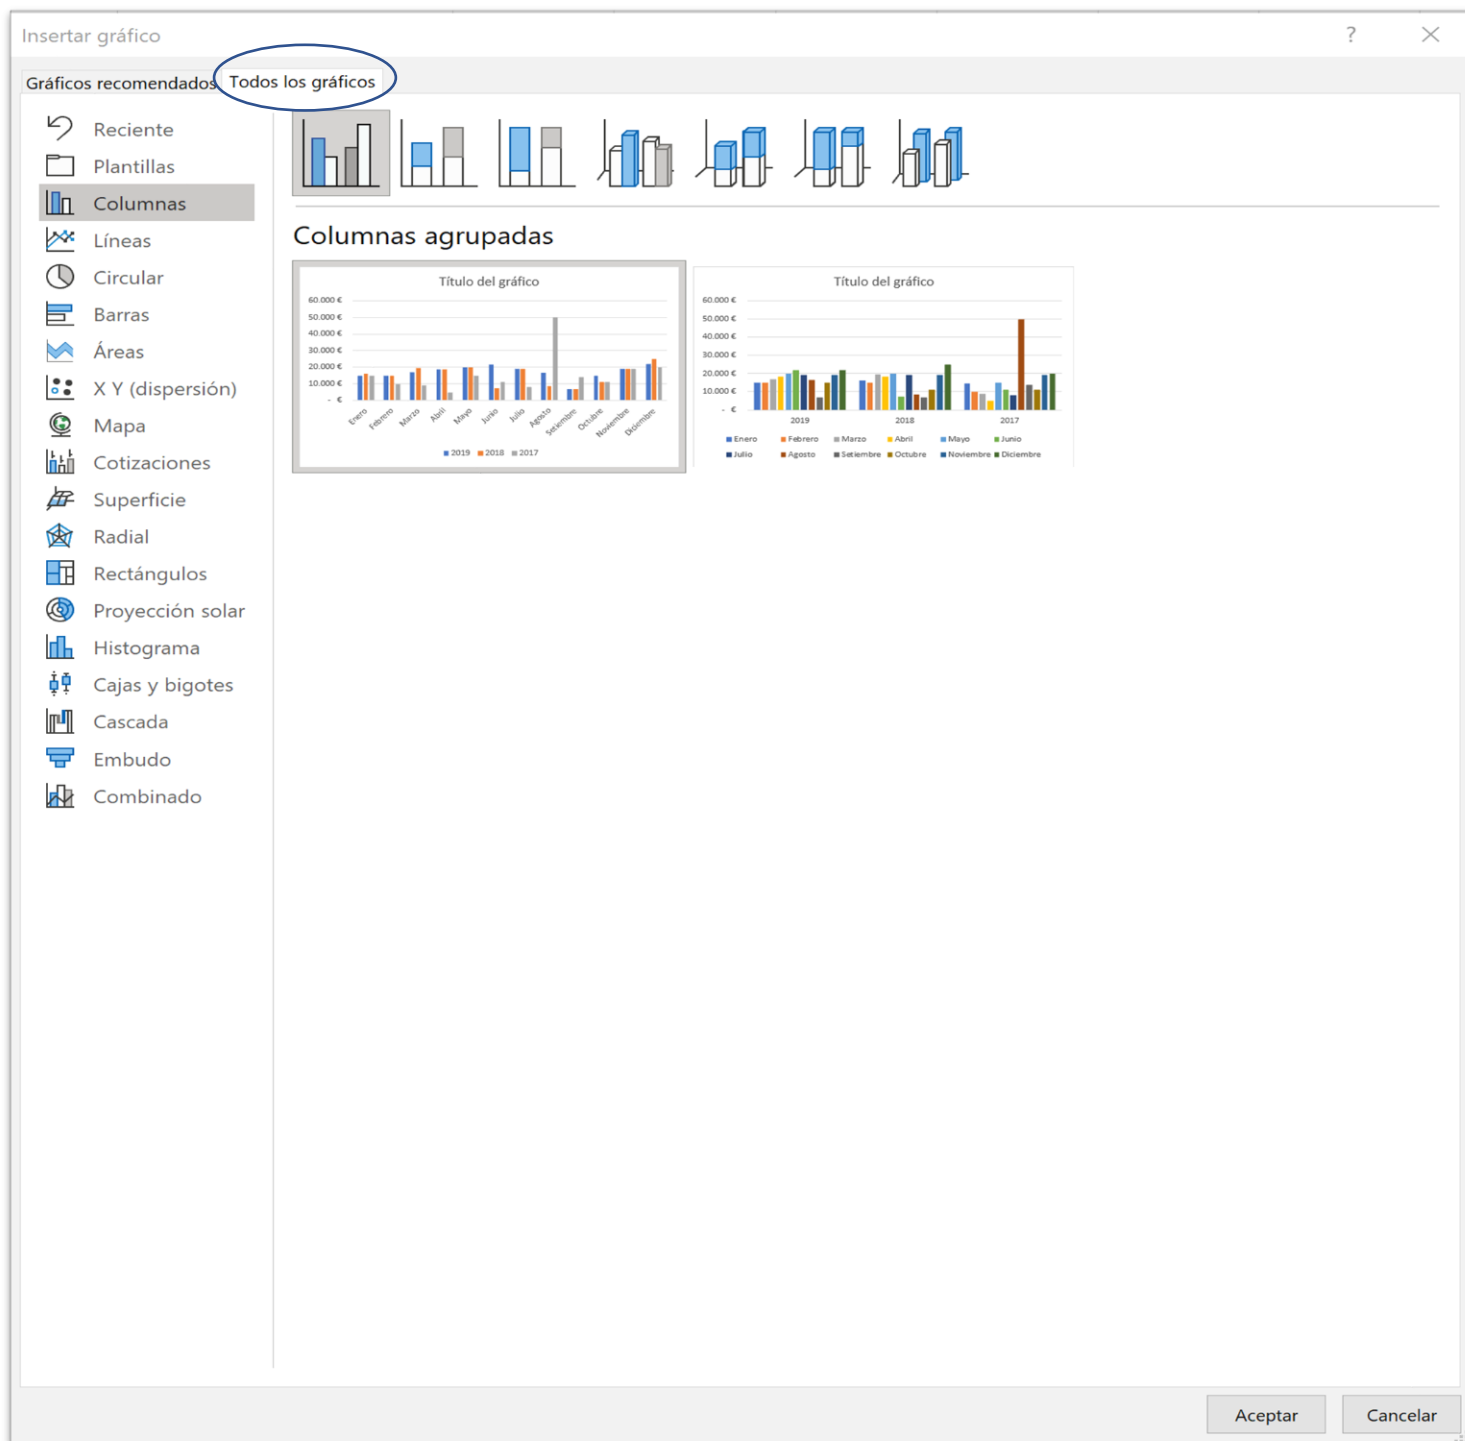 Insertar gráfico
?
Gráficos recomendados
Todos los gráficos
Reciente
Plantillas
Columnas
Líneas
Circular
Barras
Áreas
X Y (dispersión)
Mapa
Cotizaciones
Superficie
Radial
Rectángulos
Proyección solar
Histograma
Cajas y bigotes
Cascada
Embudo
Combinado
Columnas agrupadas
Título del gráfico
60.000 €
50.000 €
40.000 €
30.000 €
20.000 €
10.000 €
- €
Enero Febrero Marzo Abril Mayo Junio Julio Agosto Setiembre Octubre Noviembre Diciembre
2019 2018 2017
Título del gráfico
60.000 €
50.000 €
40.000 €
30.000 €
20.000 €
10.000 €
- €
2019 2018 2017
Enero Febrero Marzo Abril Mayo Junio
Julio Agosto Setiembre Octubre Noviembre Diciembre
Aceptar Cancelar